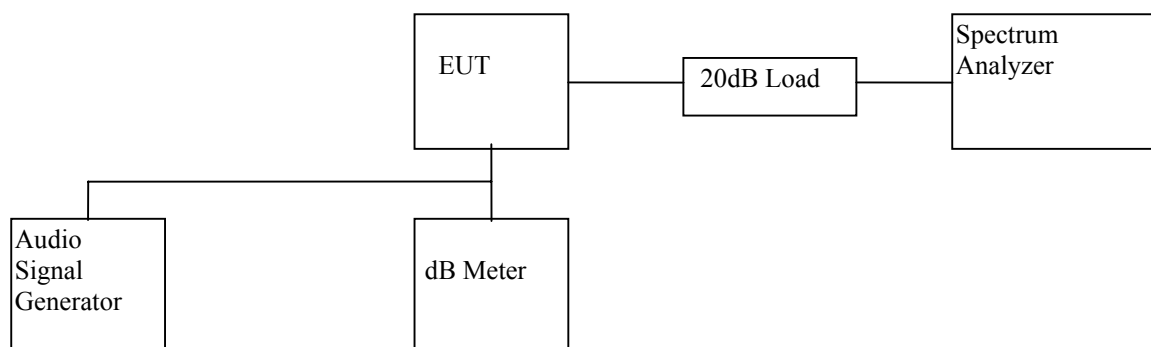 EUT
20dB Load
Spectrum
Analyzer
Audio
Signal
Generator
dB Meter